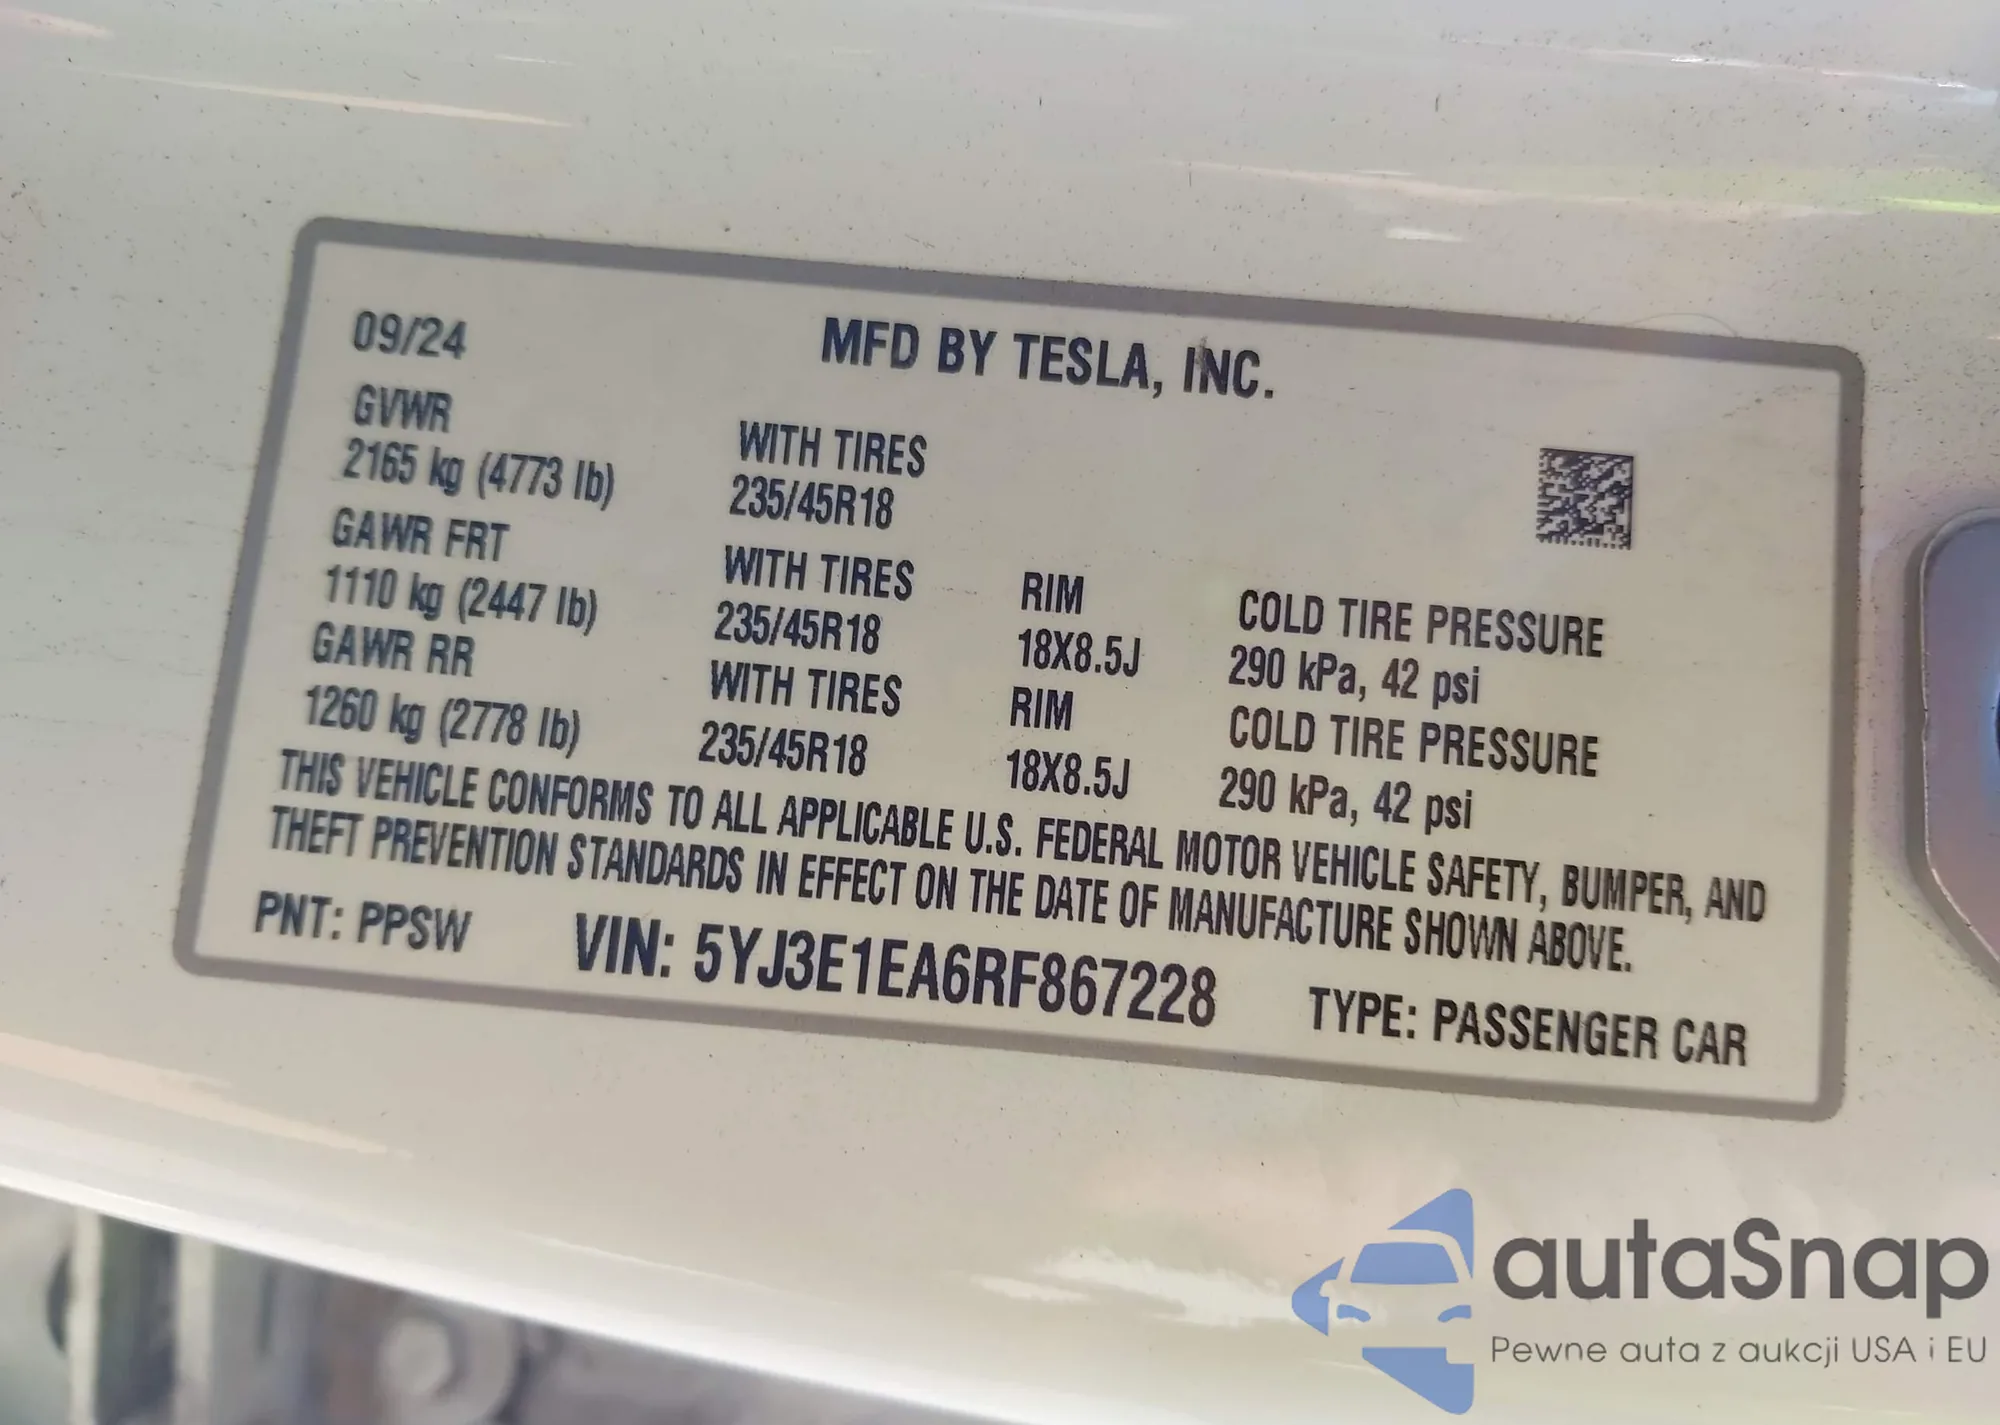 09/24 MFD BY TESLA, INC.
GVWR WITH TIRES
2165 kg (4773 lb) 235/45R18
GAWR FRT WITH TIRES RIM COLD TIRE PRESSURE
1110 kg (2447 lb) 235/45R18 18X8.5J 290 kPa, 42 psi
GAWR RR WITH TIRES RIM COLD TIRE PRESSURE
1260 kg (2778 lb) 235/45R18 18X8.5J 290 kPa, 42 psi
THIS VEHICLE CONFORMS TO ALL APPLICABLE U.S. FEDERAL MOTOR VEHICLE SAFETY, BUMPER, AND
THEFT PREVENTION STANDARDS IN EFFECT ON THE DATE OF MANUFACTURE SHOWN ABOVE.
PNT: PPSW VIN: 5YJ3E1EA6RF867228 TYPE: PASSENGER CAR
autaSnap
Pewne auta z aukcji USA i EU